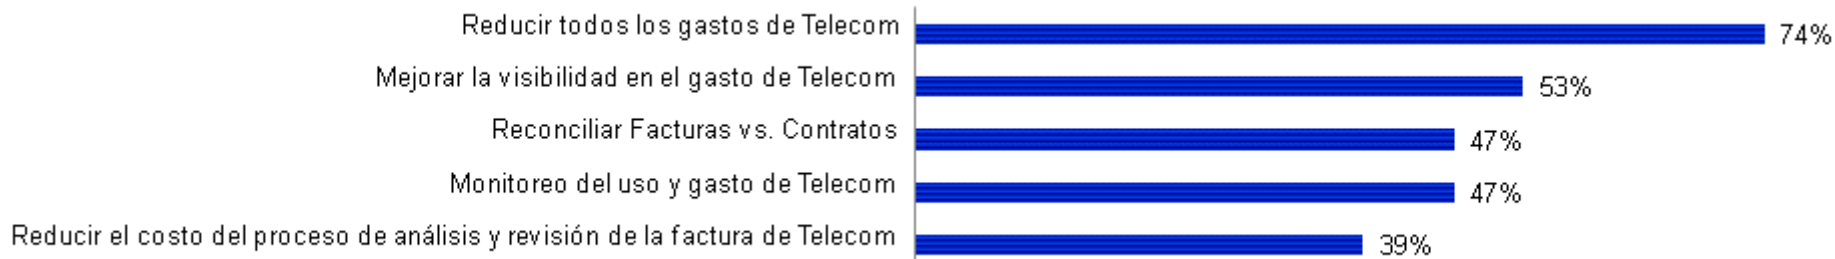 Reducir todos los gastos de Telecom 74%
Mejorar la visibilidad en el gasto de Telecom 53%
Reconciliar Facturas vs. Contratos 47%
Monitoreo del uso y gasto de Telecom 47%
Reducir el costo del proceso de análisis y revisión de la factura de Telecom 39%